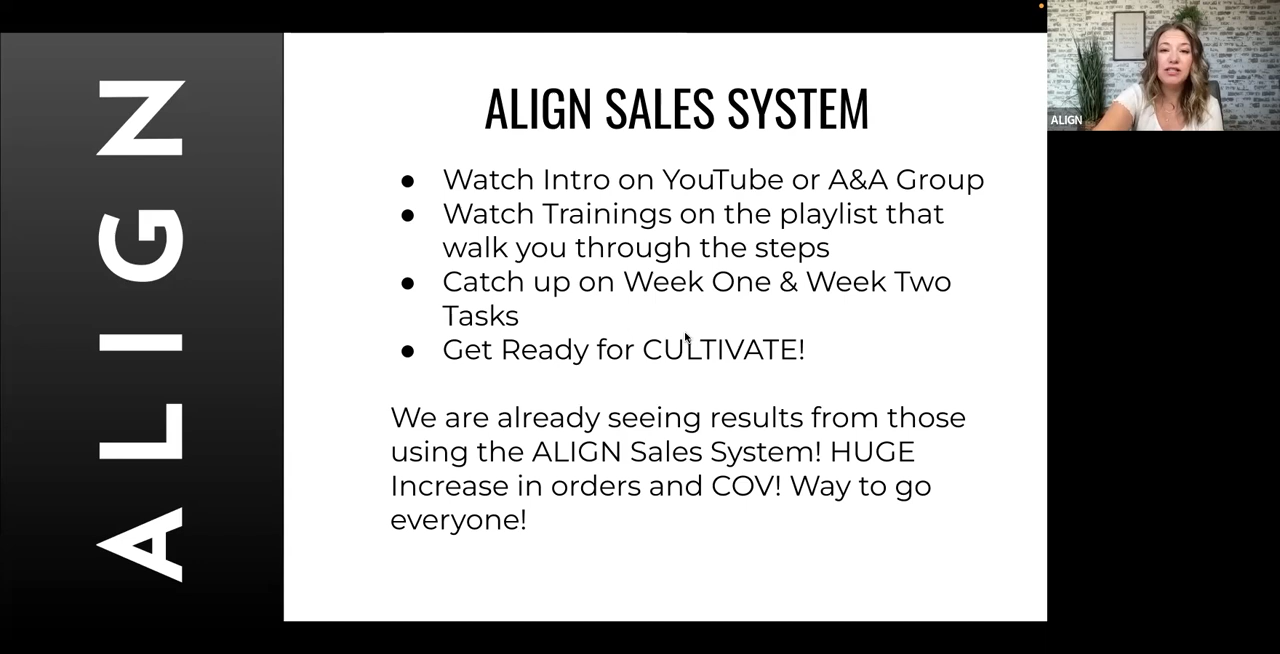 ALIGN
ALIGN SALES SYSTEM
● Watch Intro on YouTube or A&A Group
● Watch Trainings on the playlist that
walk you through the steps
● Catch up on Week One & Week Two
Tasks
● Get Ready for CULTIVATE!
We are already seeing results from those
using the ALIGN Sales System! HUGE
Increase in orders and COV! Way to go
everyone!
ALIGN